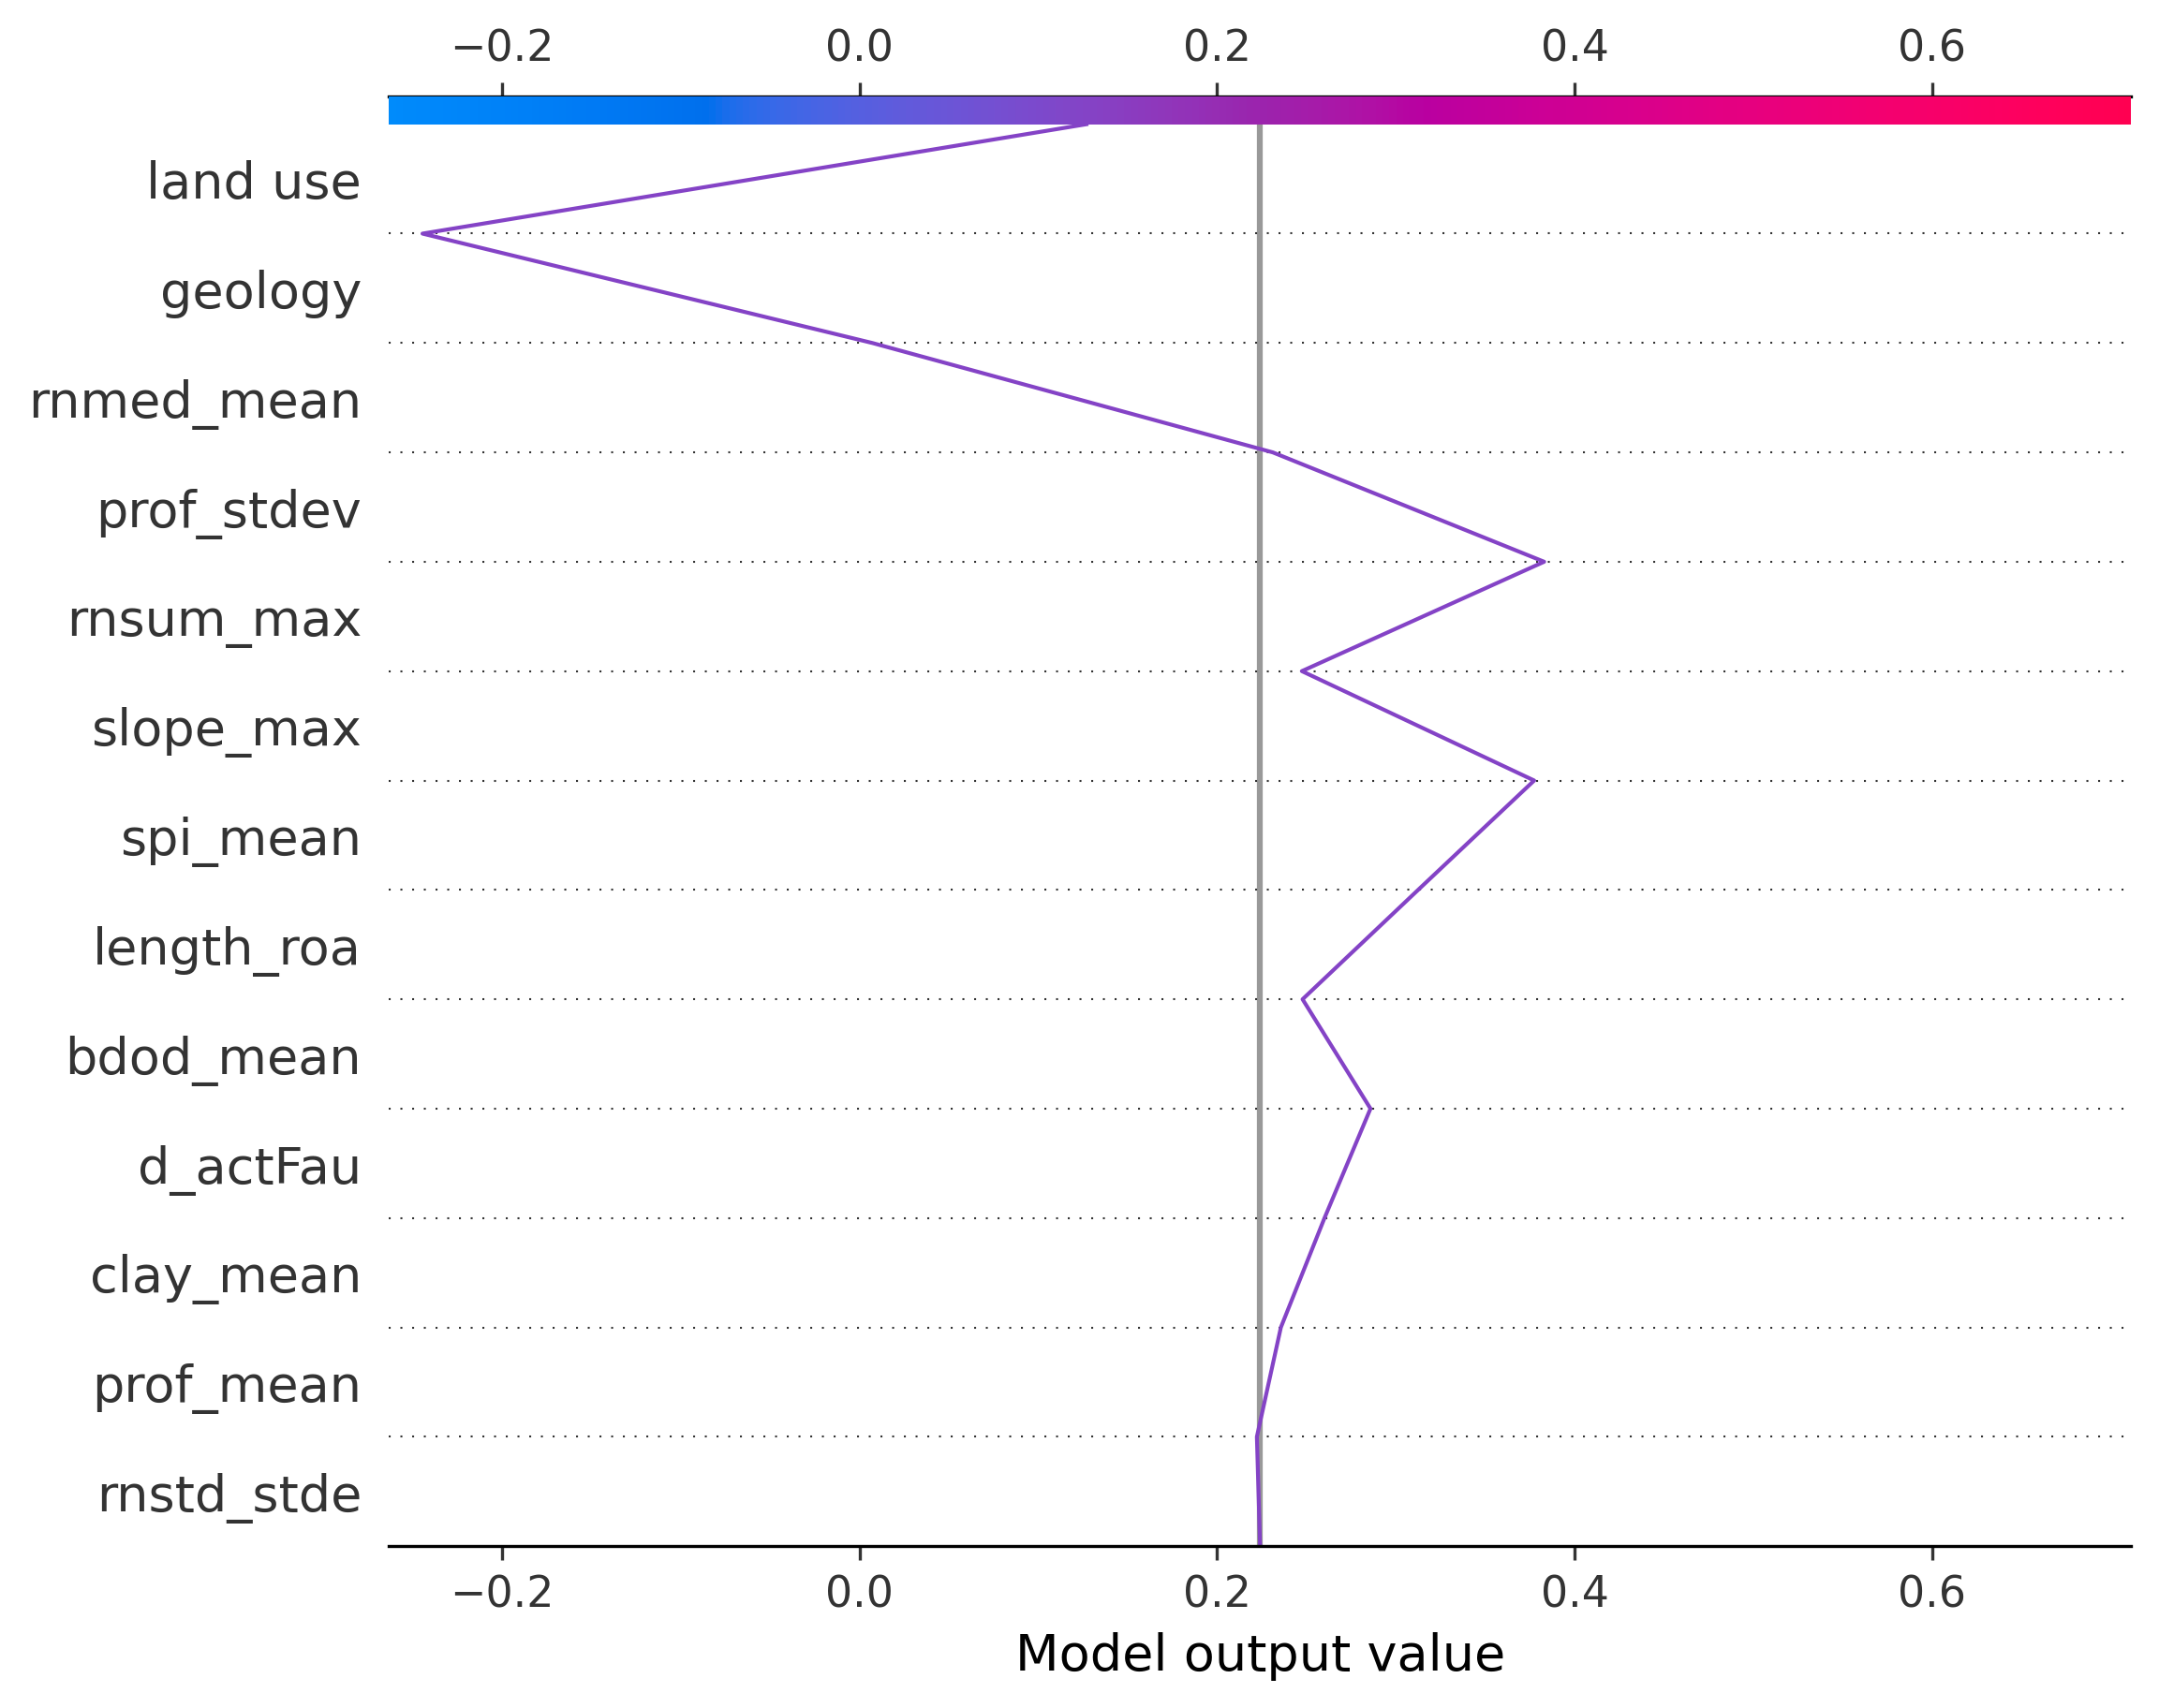 −0.2 0.0 0.2 0.4 0.6
land use
geology
rnmed_mean
prof_stdev
rnsum_max
slope_max
spi_mean
length_roa
bdod_mean
d_actFau
clay_mean
prof_mean
rnstd_stde
−0.2 0.0 0.2 0.4 0.6
Model output value